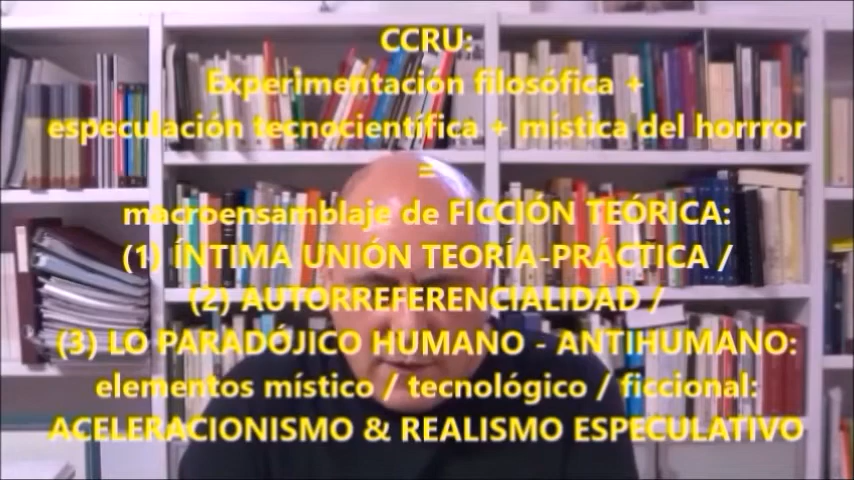 CCRU:
Experimentación filosófica +
especulación tecnocientífica + mística del horrror
=
macroensamblaje de FICCIÓN TEÓRICA:
(1) ÍNTIMA UNIÓN TEORÍA-PRÁCTICA /
(2) AUTORREFERENCIALIDAD /
(3) LO PARADÓJICO HUMANO - ANTIHUMANO:
elementos místico / tecnológico / ficcional:
ACELERACIONISMO & REALISMO ESPECULATIVO